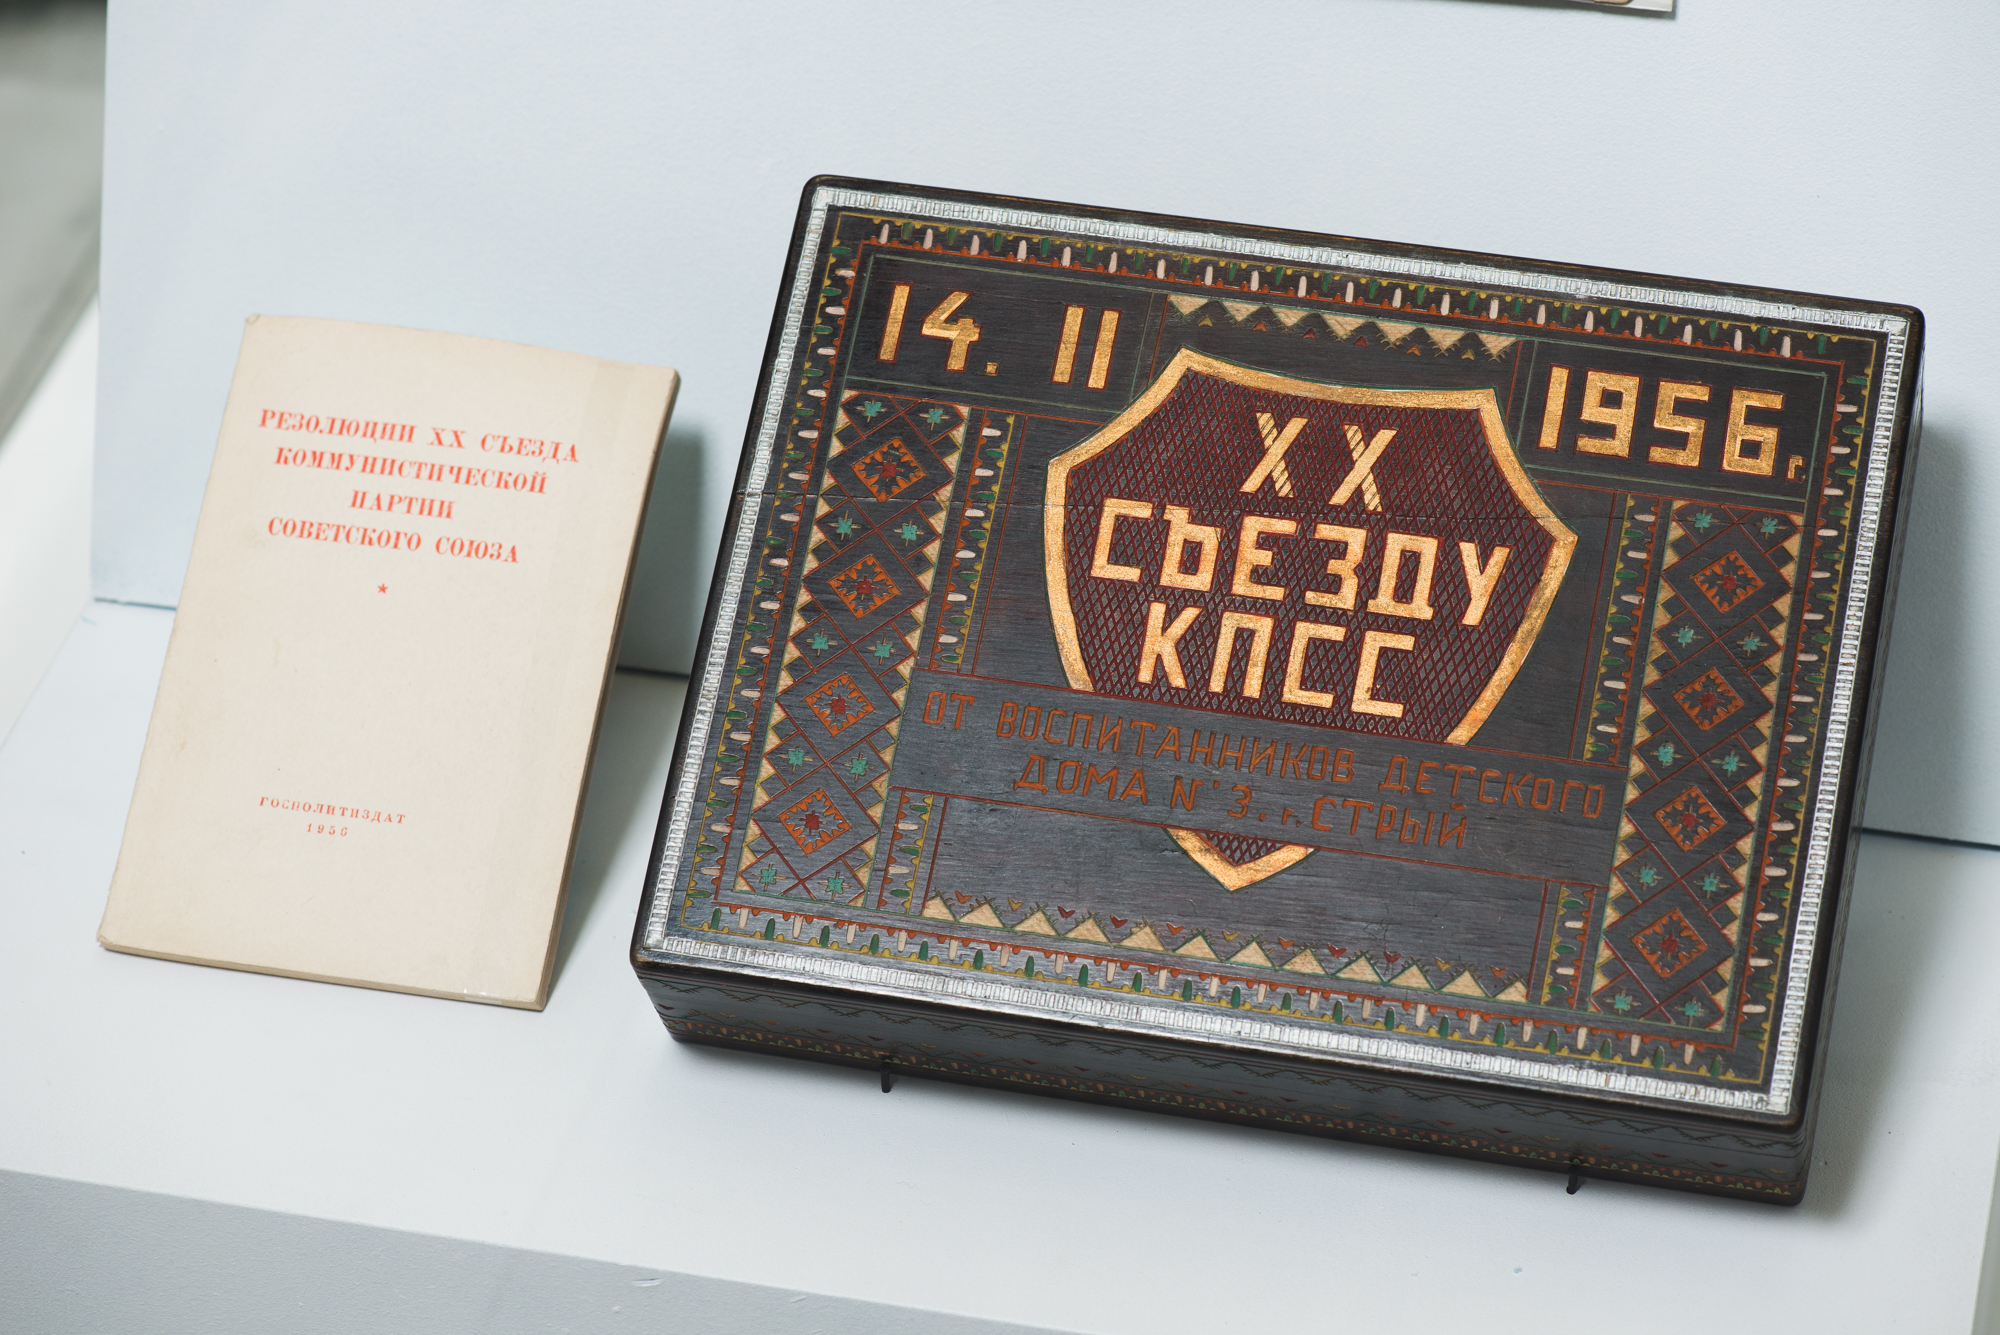 РЕЗОЛЮЦИИ XX СЪЕЗДА
КОММУНИСТИЧЕСКОЙ
ПАРТИИ
СОВЕТСКОГО СОЮЗА
ГОСПОЛИТИЗДАТ
1956
14. II 1956 г.
XX
СЪЕЗДУ
КПСС
ОТ ВОСПИТАННИКОВ ДЕТСКОГО
ДОМА №3, г. СТРЫЙ